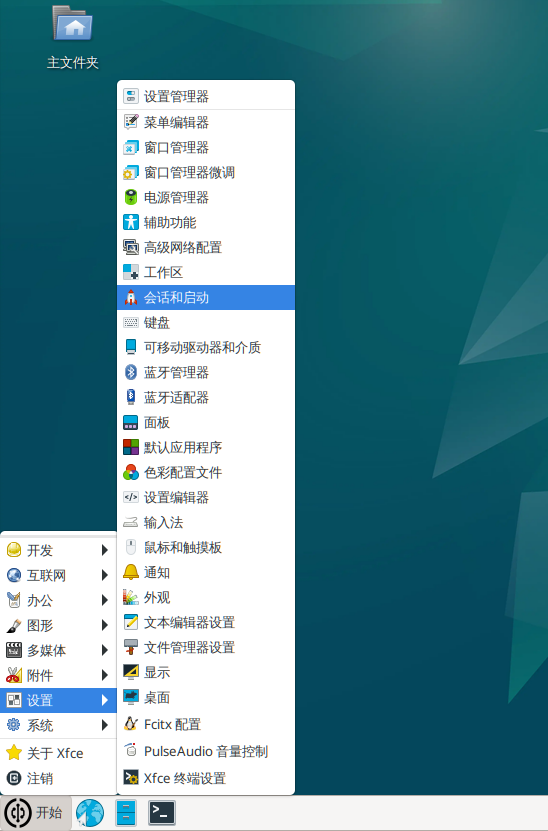 主文件夹
设置管理器
菜单编辑器
窗口管理器
窗口管理器微调
电源管理器
辅助功能
高级网络配置
工作区
会话和启动
键盘
可移动驱动器和介质
蓝牙管理器
蓝牙适配器
面板
默认应用程序
色彩配置文件
设置编辑器
输入法
鼠标和触摸板
通知
外观
文本编辑器设置
文件管理器设置
显示
桌面
Fcitx 配置
PulseAudio 音量控制
Xfce 终端设置
开发
互联网
办公
图形
多媒体
附件
设置
系统
关于 Xfce
注销
开始